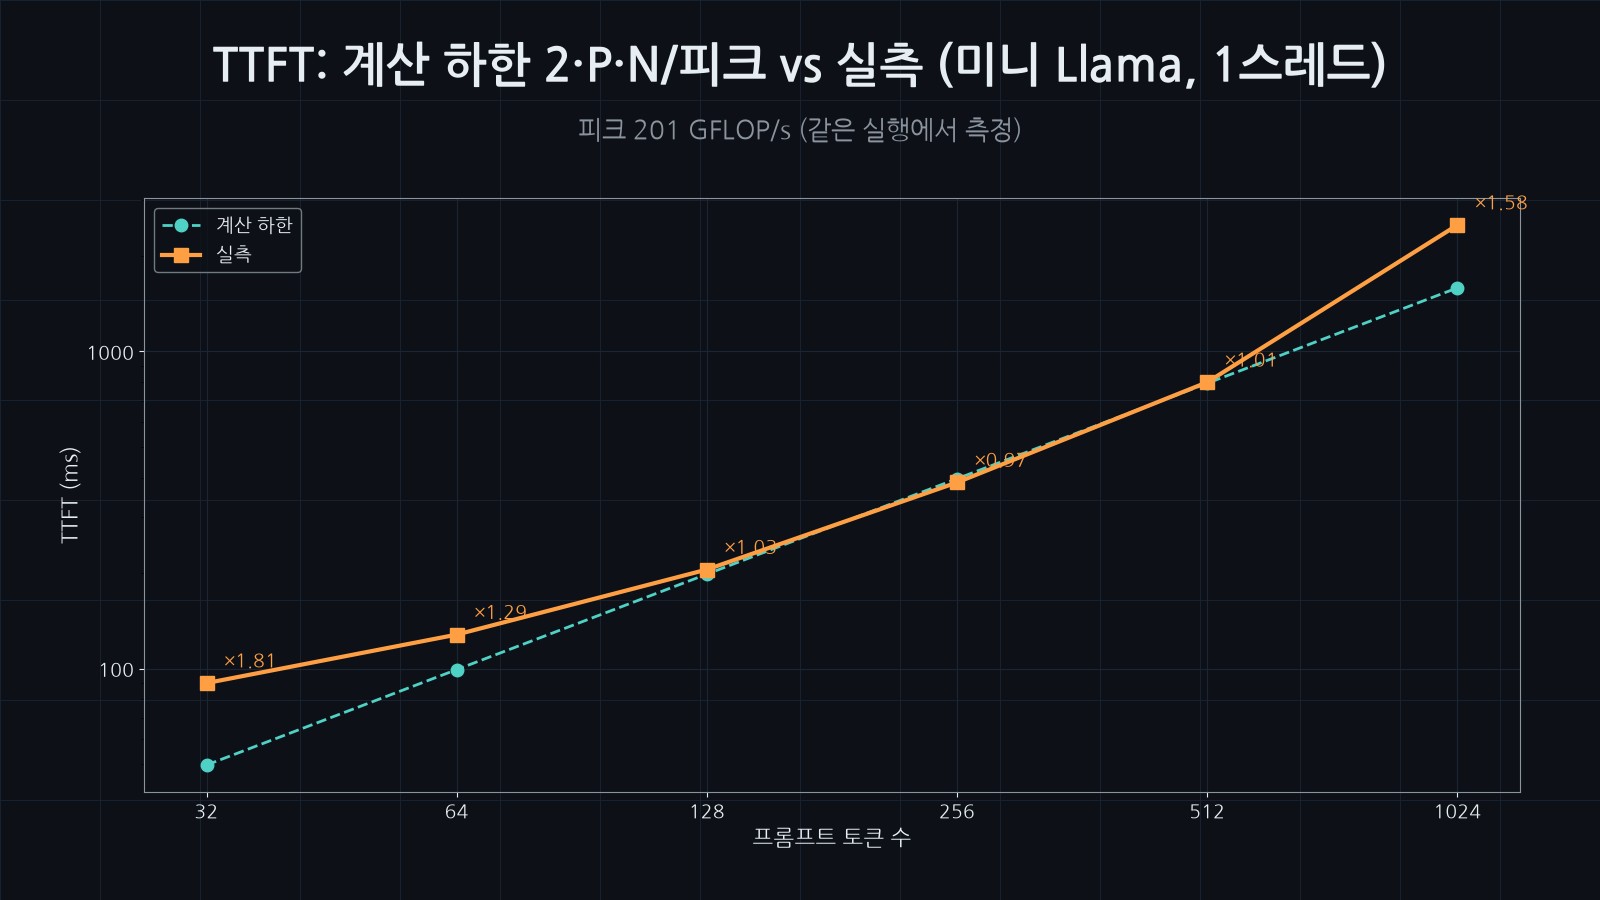 TTFT: 계산 하한 2·P·N/피크 vs 실측 (미니 Llama, 1스레드)
피크 201 GFLOP/s (같은 실행에서 측정)
계산 하한
실측
×1.58
×1.01
×0.97
×1.03
×1.29
×1.81
1000
100
TTFT (ms)
32 64 128 256 512 1024
프롬프트 토큰 수